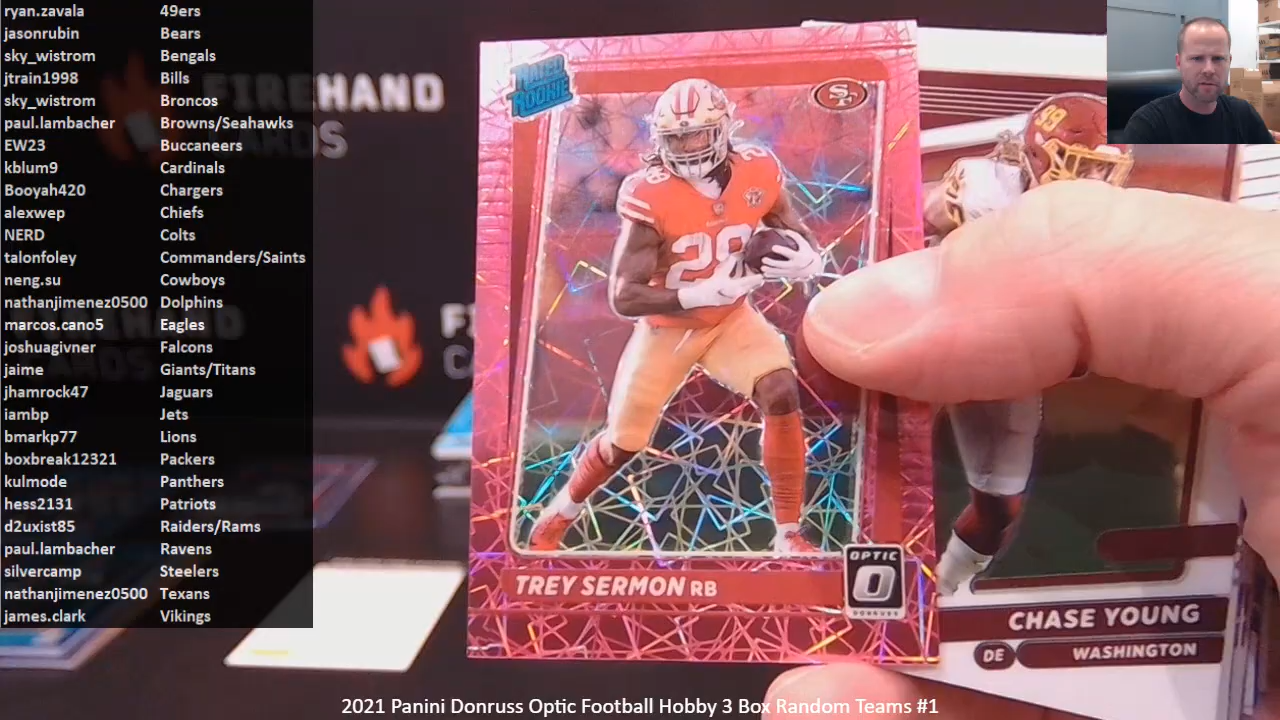 ryan.zavala 49ers
jasonrubin Bears
sky_wistrom Bengals
jtrain1998 Bills
sky_wistrom Broncos
paul.lambacher Browns/Seahawks
EW23 Buccaneers
kblum9 Cardinals
Booyah420 Chargers
alexwep Chiefs
NERD Colts
talonfoley Commanders/Saints
neng.su Cowboys
nathanjimenez0500 Dolphins
marcos.cano5 Eagles
joshuagivner Falcons
jaime Giants/Titans
jhamrock47 Jaguars
iambp Jets
bmarkp77 Lions
boxbreak12321 Packers
kulmode Panthers
hess2131 Patriots
d2uxist85 Raiders/Rams
paul.lambacher Ravens
silvercamp Steelers
nathanjimenez0500 Texans
james.clark Vikings
FIREHAND
RATED
ROOKIE
SF
28
99
OPTIC
O
DONRUSS
TREY SERMON RB
CHASE YOUNG
DE WASHINGTON
2021 Panini Donruss Optic Football Hobby 3 Box Random Teams #1